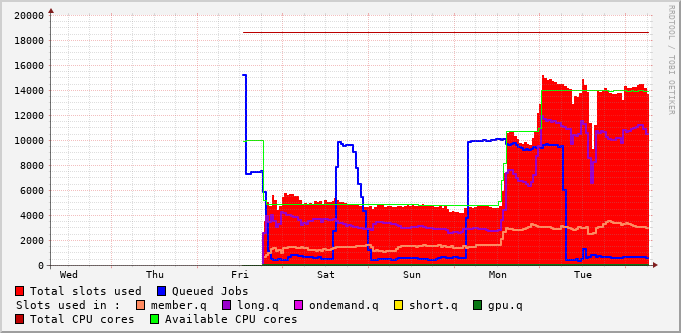 20000
18000
16000
14000
12000
10000
8000
6000
4000
2000
0
Wed Thu Fri Sat Sun Mon Tue
Total slots used Queued Jobs
Slots used in : member.q long.q ondemand.q short.q gpu.q
Total CPU cores Available CPU cores
RRDTOOL / TOBI OETIKER